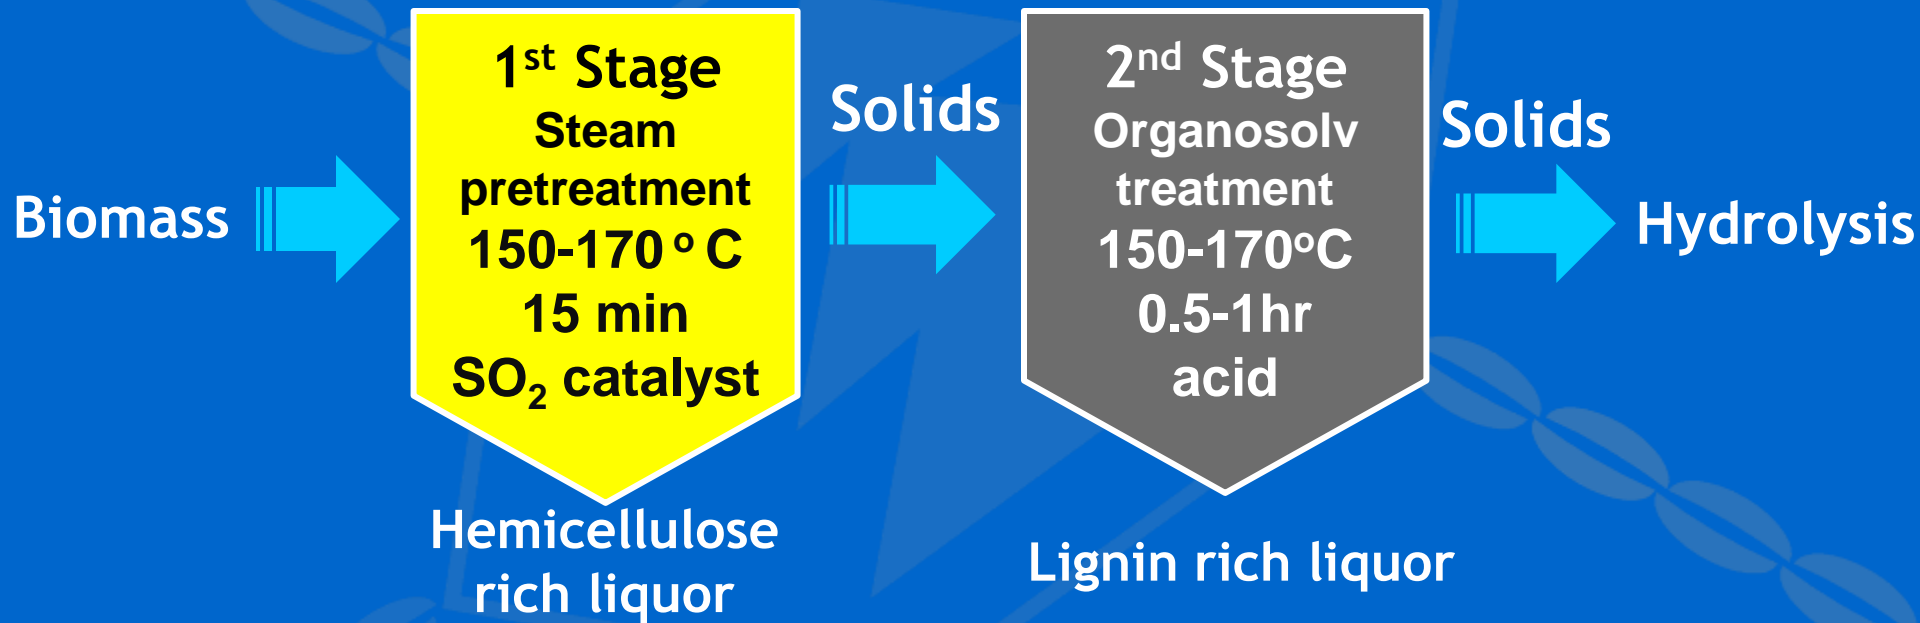 Biomass
1st Stage
Steam
pretreatment
150-170 o C
15 min
SO2 catalyst
Hemicellulose
rich liquor
Solids
2nd Stage
Organosolv
treatment
150-170oC
0.5-1hr
acid
Lignin rich liquor
Solids
Hydrolysis